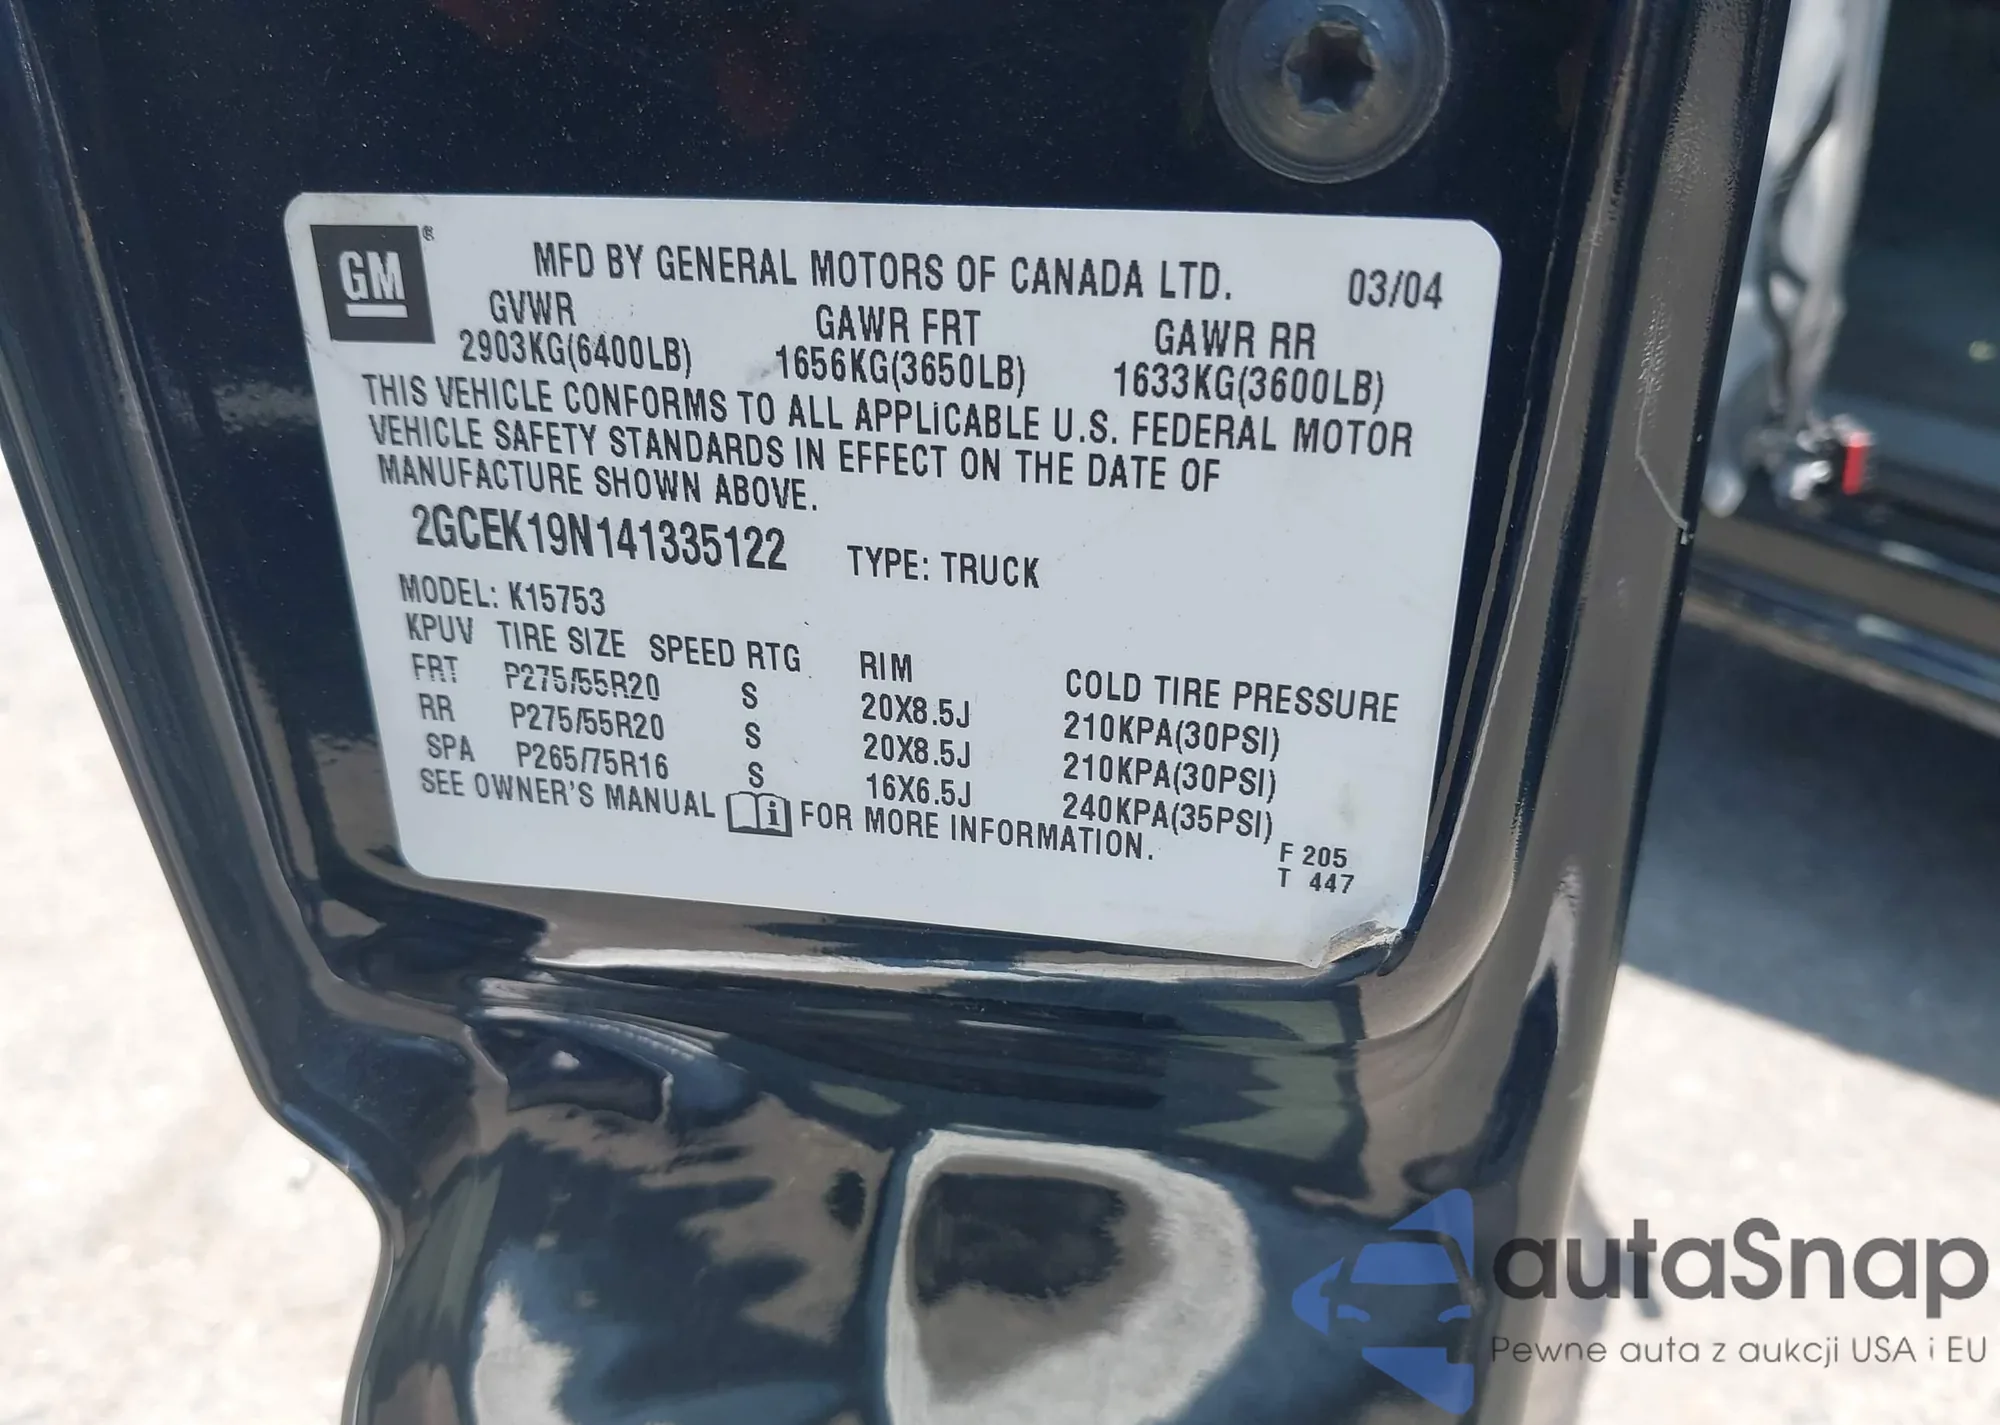 GM®
MFD BY GENERAL MOTORS OF CANADA LTD. 03/04
GVWR GAWR FRT GAWR RR
2903KG(6400LB) 1656KG(3650LB) 1633KG(3600LB)
THIS VEHICLE CONFORMS TO ALL APPLICABLE U.S. FEDERAL MOTOR
VEHICLE SAFETY STANDARDS IN EFFECT ON THE DATE OF
MANUFACTURE SHOWN ABOVE.
2GCEK19N141335122 TYPE: TRUCK
MODEL: K15753
KPUV TIRE SIZE SPEED RTG RIM COLD TIRE PRESSURE
FRT P275/55R20 S 20X8.5J 210KPA(30PSI)
RR P275/55R20 S 20X8.5J 210KPA(30PSI)
SPA P265/75R16 S 16X6.5J 240KPA(35PSI)
SEE OWNER'S MANUAL i FOR MORE INFORMATION.
F 205
T 447
autaSnap
Pewne auta z aukcji USA i EU